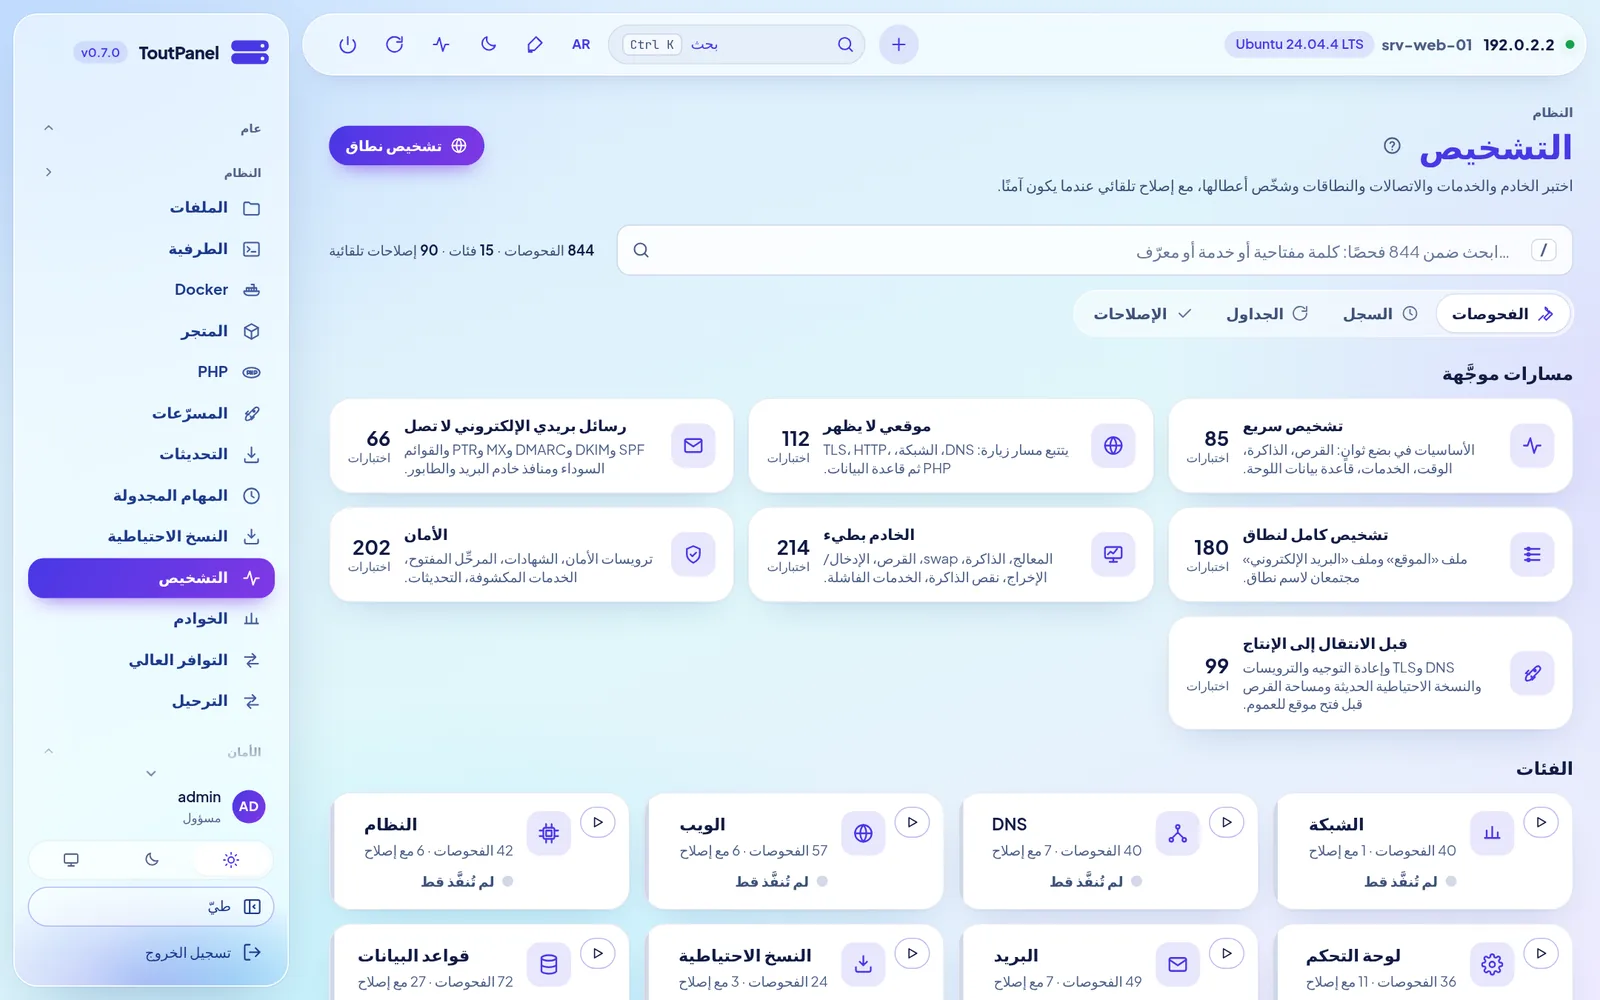 192.0.2.2 srv-web-01 Ubuntu 24.04.4 LTS
بحث Ctrl K
AR
ToutPanel v0.7.0
عام
النظام
الملفات
الطرفية
Docker
المتجر
PHP
المسرّعات
التحديثات
المهام المجدولة
النسخ الاحتياطية
التشخيص
الخوادم
التوافر العالي
الترحيل
الأمان
AD admin
مسؤول
طيّ
تسجيل الخروج
النظام
التشخيص
اختبر الخادم والخدمات والاتصالات والنطاقات وشخّص أعطالها، مع إصلاح تلقائي عندما يكون آمنًا.
تشخيص نطاق
/ ابحث ضمن 844 فحصًا: كلمة مفتاحية أو خدمة أو معرّف...
844 الفحوصات · 15 فئات · 90 إصلاحات تلقائية
الفحوصات
السجل
الجداول
الإصلاحات
مسارات موجَّهة
تشخيص سريع
الأساسيات في بضع ثوانٍ: القرص، الذاكرة،
الوقت، الخدمات، قاعدة بيانات اللوحة.
85
اختبارات
موقعي لا يظهر
يتتبع مسار زيارة: DNS، الشبكة، TLS، HTTP،
PHP ثم قاعدة البيانات.
112
اختبارات
رسائل بريدي الإلكتروني لا تصل
SPF وDKIM وDMARC وMX وPTR والقوائم
السوداء ومنافذ خادم البريد والطابور.
66
اختبارات
تشخيص كامل لنطاق
ملف «الموقع» وملف «البريد الإلكتروني»
مجتمعان لاسم نطاق.
180
اختبارات
الخادم بطيء
المعالج، الذاكرة، swap، القرص، الإدخال/
الإخراج، نقص الذاكرة، الخدمات الفاشلة.
214
اختبارات
الأمان
ترويسات الأمان، الشهادات، المرحِّل المفتوح،
الخدمات المكشوفة، التحديثات.
202
اختبارات
قبل الانتقال إلى الإنتاج
DNS وTLS وإعادة التوجيه والترويسات
والنسخة الاحتياطية الحديثة ومساحة القرص
قبل فتح موقع للعموم.
99
اختبارات
الفئات
الشبكة
40 الفحوصات · 1 مع إصلاح
لم تُنفَّذ قط
DNS
40 الفحوصات · 7 مع إصلاح
لم تُنفَّذ قط
الويب
57 الفحوصات · 6 مع إصلاح
لم تُنفَّذ قط
النظام
42 الفحوصات · 6 مع إصلاح
لم تُنفَّذ قط
لوحة التحكم
36 الفحوصات · 11 مع إصلاح
البريد
49 الفحوصات · 7 مع إصلاح
النسخ الاحتياطية
24 الفحوصات · 3 مع إصلاح
قواعد البيانات
72 الفحوصات · 27 مع إصلاح